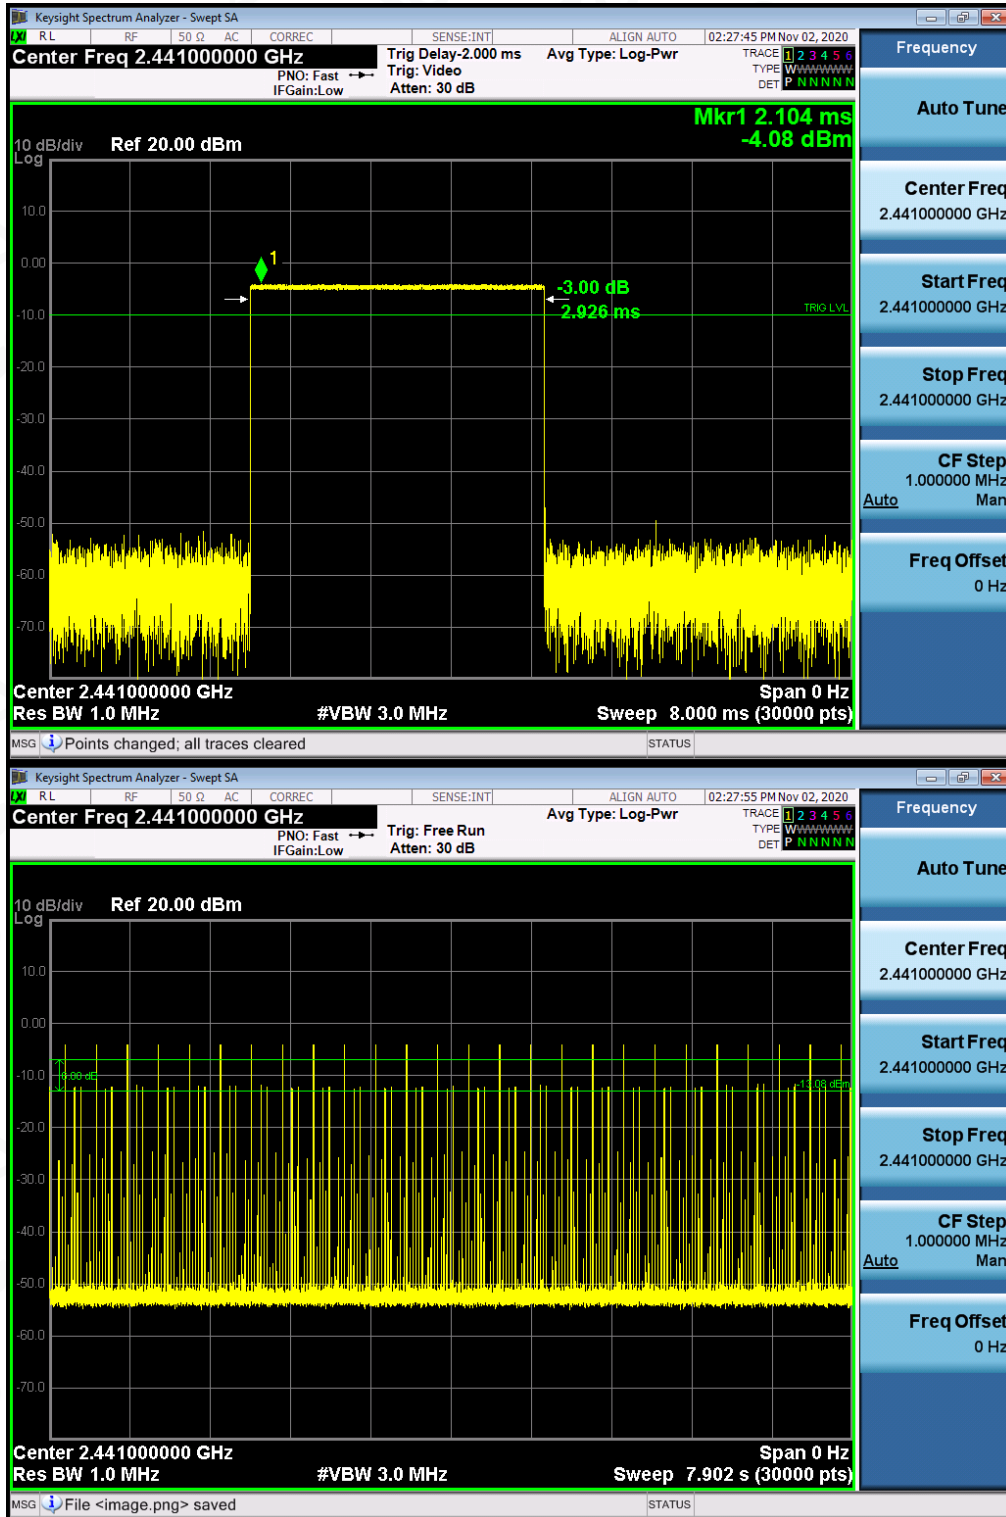 Keysight Spectrum Analyzer - Swept SA
LXI RL RF 50 Ω AC CORREC SENSE:INT ALIGN AUTO 02:27:45 PM Nov 02, 2020
Center Freq 2.441000000 GHz Trig Delay-2.000 ms Avg Type: Log-Pwr TRACE 1 2 3 4 5 6
PNO: Fast Trig: Video TYPE WWWWWW
IFGain:Low Atten: 30 dB DET P N N N N N
Mkr1 2.104 ms
-4.08 dBm
10 dB/div Ref 20.00 dBm
Log
10.0
0.00
1
-3.00 dB
2.926 ms
TRIG LVL
-10.0
-20.0
-30.0
-40.0
-50.0
-60.0
-70.0
Center 2.441000000 GHz Span 0 Hz
Res BW 1.0 MHz #VBW 3.0 MHz Sweep 8.000 ms (30000 pts)
MSG Points changed; all traces cleared STATUS
Frequency
Auto Tune
Center Freq
2.441000000 GHz
Start Freq
2.441000000 GHz
Stop Freq
2.441000000 GHz
CF Step
1.000000 MHz
Auto Man
Freq Offset
0 Hz
Keysight Spectrum Analyzer - Swept SA
LXI RL RF 50 Ω AC CORREC SENSE:INT ALIGN AUTO 02:27:55 PM Nov 02, 2020
Center Freq 2.441000000 GHz Avg Type: Log-Pwr TRACE 1 2 3 4 5 6
PNO: Fast Trig: Free Run TYPE WWWWWW
IFGain:Low Atten: 30 dB DET P N N N N N
10 dB/div Ref 20.00 dBm
Log
10.0
0.00
-10.0
6.00 dB
-13.08 dBm
-20.0
-30.0
-40.0
-50.0
-60.0
-70.0
Center 2.441000000 GHz Span 0 Hz
Res BW 1.0 MHz #VBW 3.0 MHz Sweep 7.902 s (30000 pts)
MSG File <image.png> saved STATUS
Frequency
Auto Tune
Center Freq
2.441000000 GHz
Start Freq
2.441000000 GHz
Stop Freq
2.441000000 GHz
CF Step
1.000000 MHz
Auto Man
Freq Offset
0 Hz